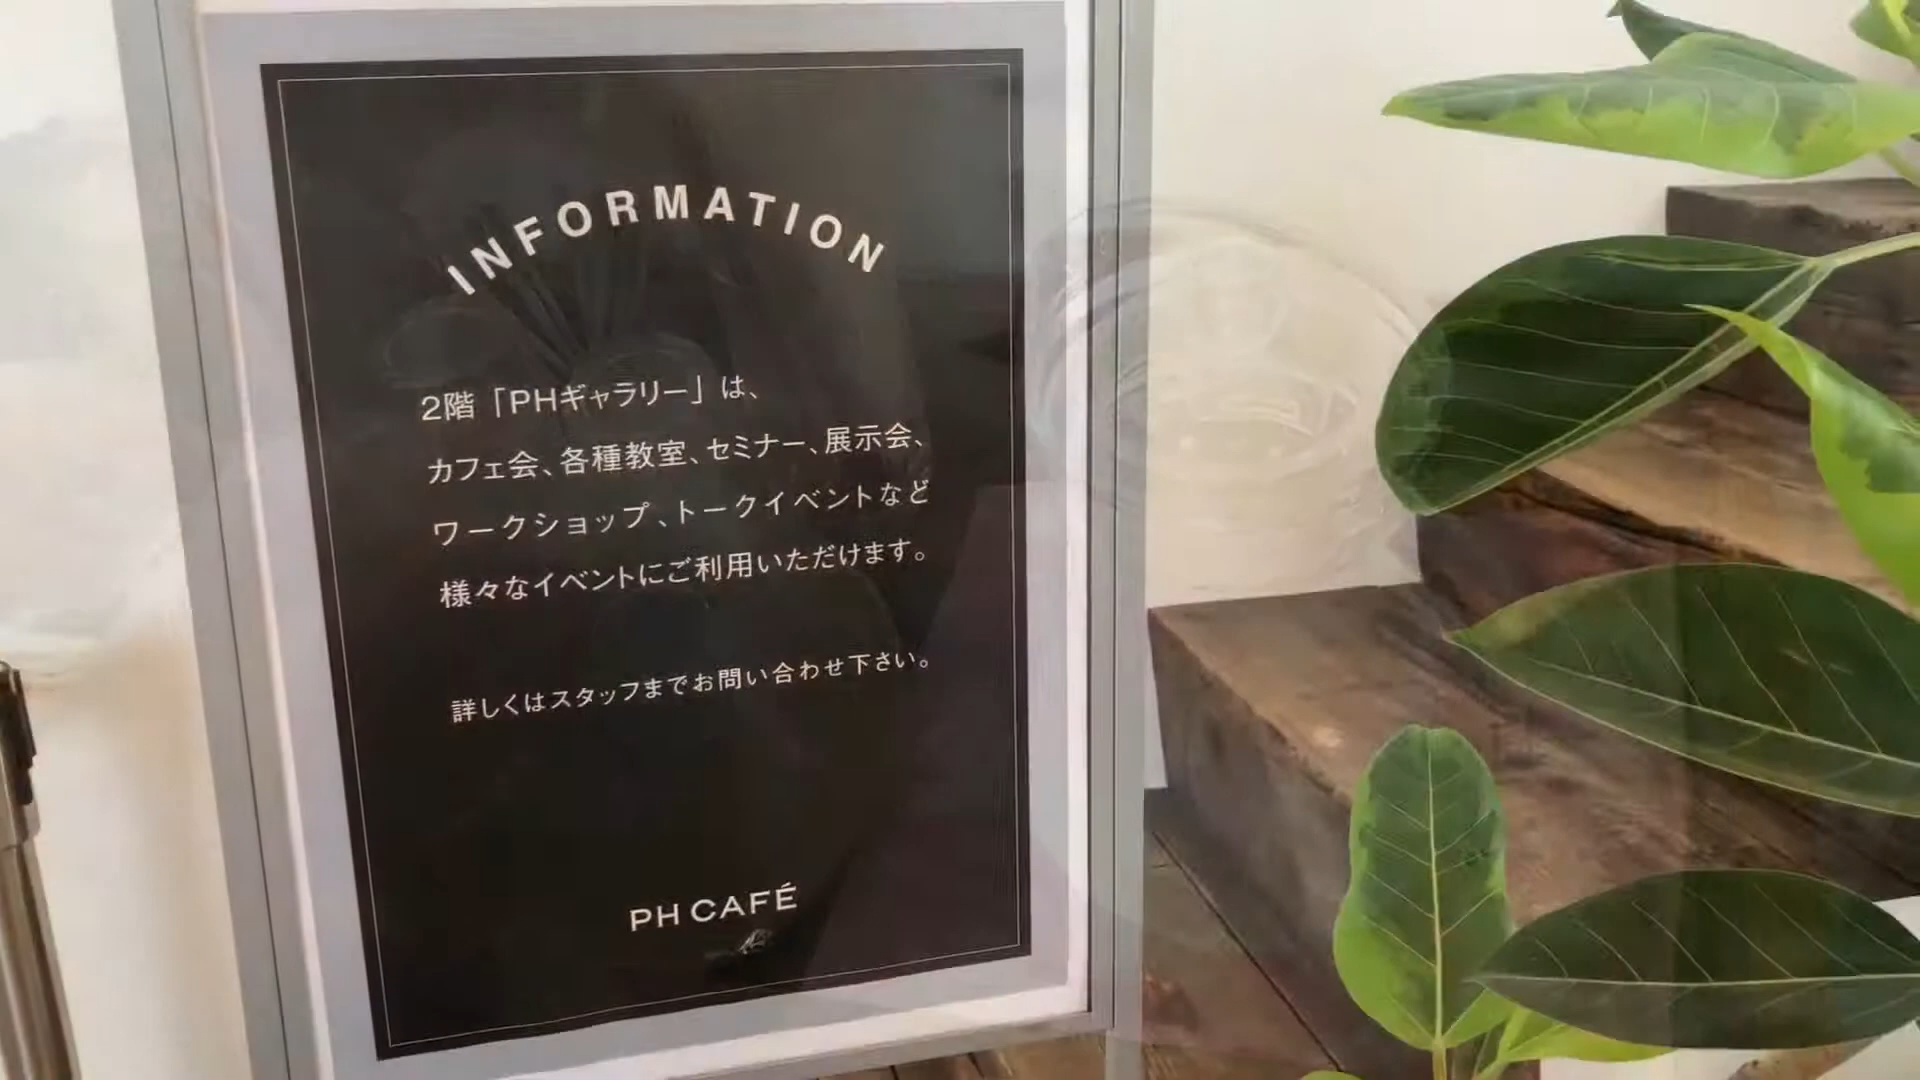 INFORMATION
2階「PHギャラリー」は、
カフェ会、各種教室、セミナー、展示会、
ワークショップ、トークイベントなど
様々なイベントにご利用いただけます。
詳しくはスタッフまでお問い合わせ下さい。
PH CAFÉ